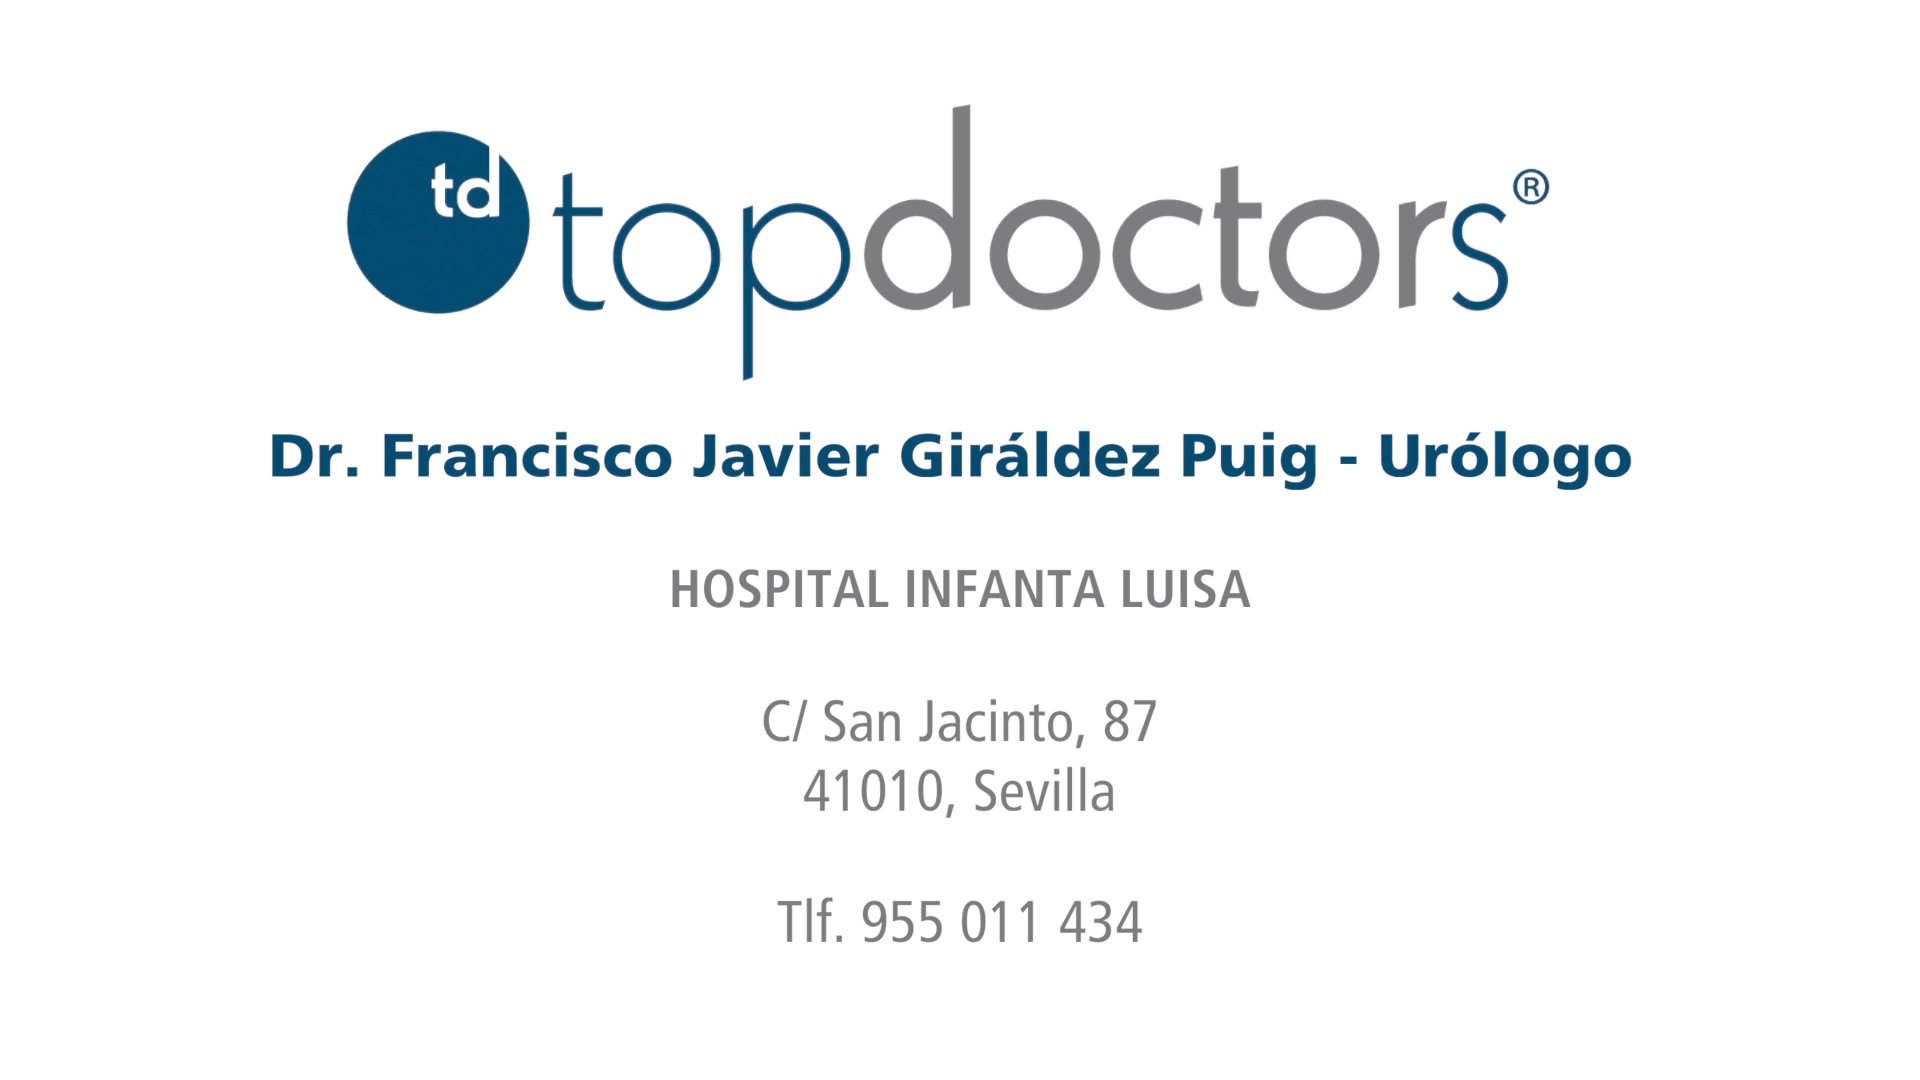 td topdoctors®
Dr. Francisco Javier Giráldez Puig - Urólogo
HOSPITAL INFANTA LUISA
C/ San Jacinto, 87
41010, Sevilla
Tlf. 955 011 434